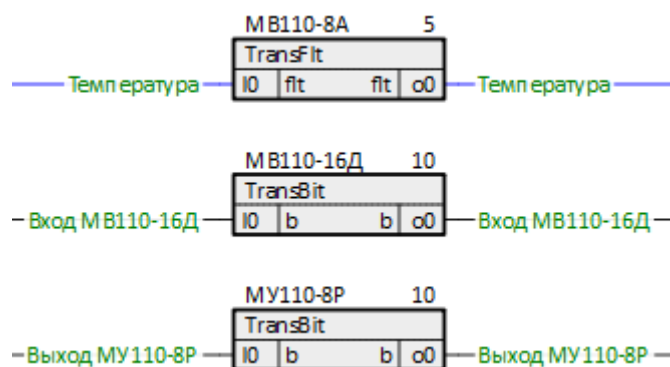 МВ110-8А 5
TransFlt
Температура I0 flt flt o0 Температура
МВ110-16Д 10
TransBit
Вход МВ110-16Д I0 b b o0 Вход МВ110-16Д
МУ110-8Р 10
TransBit
Выход МУ110-8Р I0 b b o0 Выход МУ110-8Р